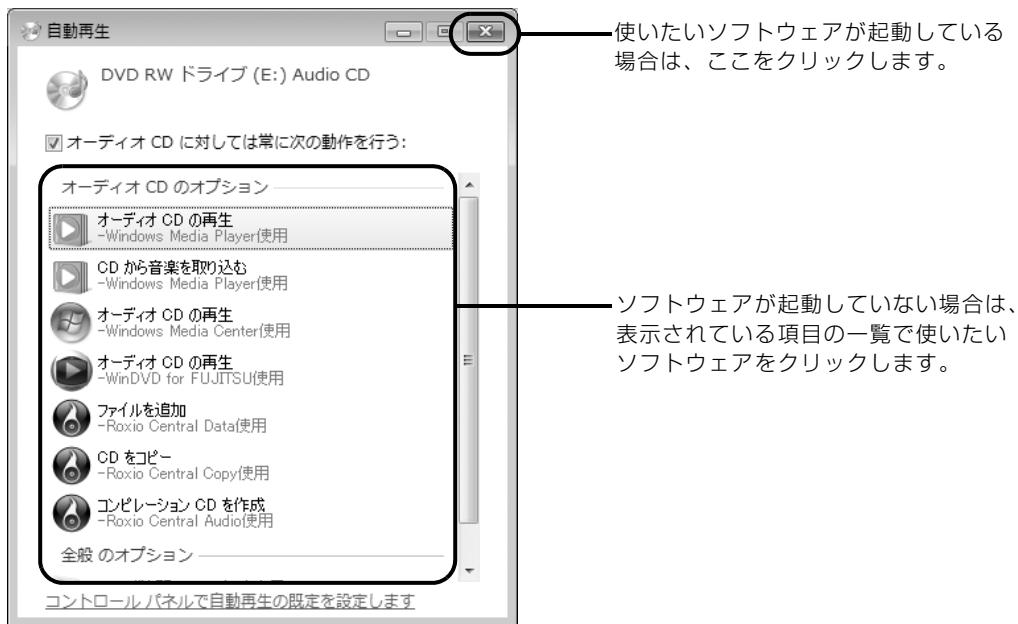 自動再生
使いたいソフトウェアが起動している
場合は、ここをクリックします。
DVD RW ドライブ (E:) Audio CD
オーディオ CD に対しては常に次の動作を行う:
オーディオ CD のオプション
オーディオ CD の再生
-Windows Media Player使用
CD から音楽を取り込む
-Windows Media Player使用
オーディオ CD の再生
-Windows Media Center使用
オーディオ CD の再生
-WinDVD for FUJITSU使用
ファイルを追加
-Roxio Central Data使用
CD をコピー
-Roxio Central Copy使用
コンピレーション CD を作成
-Roxio Central Audio使用
全般 のオプション
コントロール パネルで自動再生の既定を設定します
ソフトウェアが起動していない場合は、
表示されている項目の一覧で使いたい
ソフトウェアをクリックします。